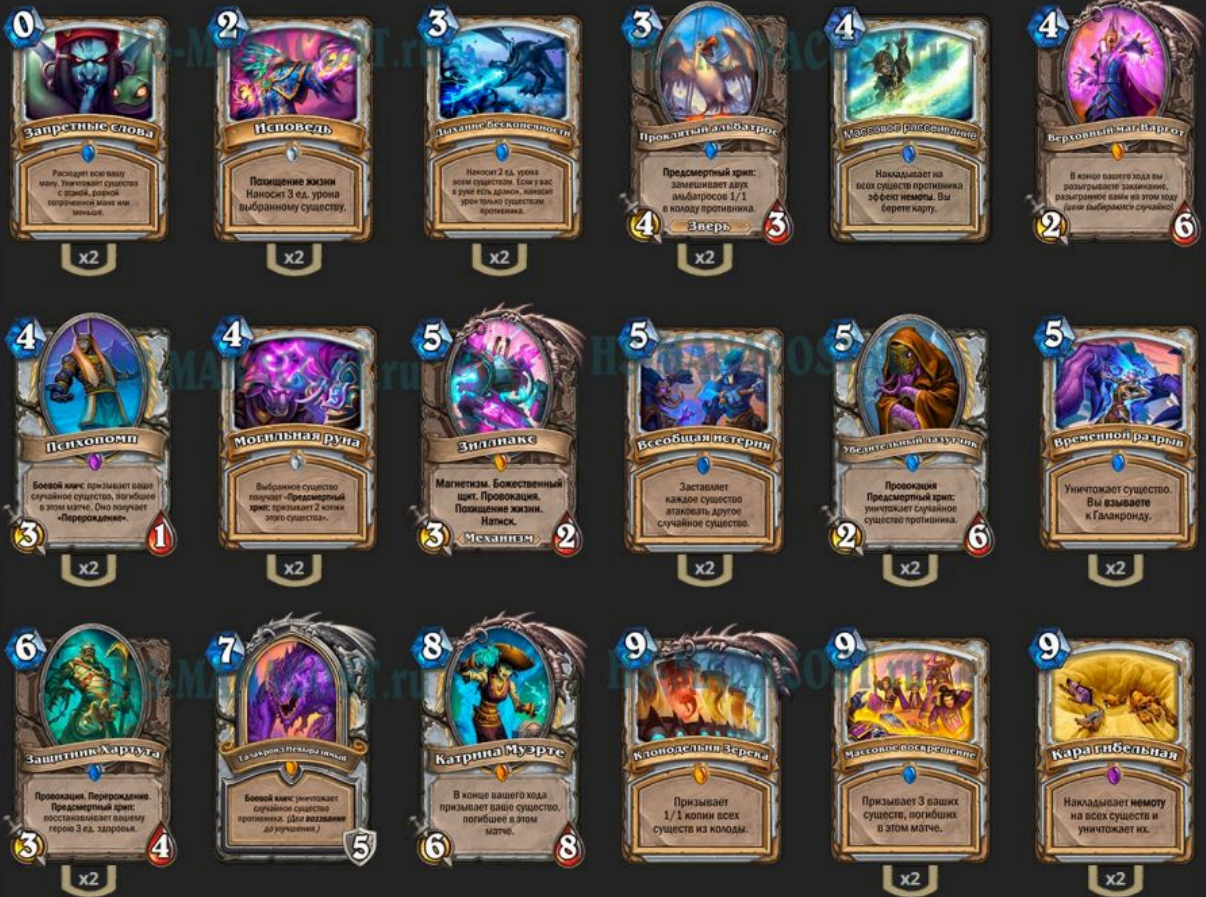 0
Запретные слова
Расходует всю вашу
ману. Уничтожает существо
с атакой, равной
потраченной мане или
меньше.
x2
2
Исповедь
Похищение жизни
Наносит 3 ед. урона
выбранному существу.
x2
3
Дыхание бесконечности
Наносит 2 ед. урона
всем существам. Если у вас
в руке есть дракон, наносит
урон только существам
противника.
x2
3
Проклятый альбатрос
Предсмертный хрип:
замешивает двух
альбатросов 1/1
в колоду противника.
4
Зверь
3
x2
4
Массовое рассеивание
Накладывает на
всех существ противника
эффект немоты. Вы
берете карту.
4
Верховный маг Варгот
В конце вашего хода вы
разыгрываете заклинание,
разыгранное вами на этом ходу
(цели выбираются случайно).
2
6
4
Психопомп
Боевой клич: призывает ваше
случайное существо, погибшее
в этом матче. Оно получает
«Перерождение».
3
1
x2
4
Могильная руна
Выбранное существо
получает «Предсмертный
хрип: призывает 2 копии
этого существа».
x2
5
Зиллиакс
Магнетизм. Божественный
щит. Провокация.
Похищение жизни.
Натиск.
3
Механизм
2
5
Всеобщая истерия
Заставляет
каждое существо
атаковать другое
случайное существо.
x2
5
Убедительный лазутчик
Провокация
Предсмертный хрип:
уничтожает случайное
существо противника.
2
6
x2
5
Временной разрыв
Уничтожает существо.
Вы взываете
к Галакронду.
x2
6
Защитник Хартута
Провокация. Перерождение.
Предсмертный хрип:
восстанавливает вашему
герою 3 ед. здоровья.
3
4
x2
7
Галакронд Невыразимый
Боевой клич: уничтожает
случайное существо
противника. (Два воззвания
до улучшения.)
5
8
Катрина Муэрте
В конце вашего хода
призывает ваше существо,
погибшее в этом
матче.
6
8
9
Клонодельня Зерека
Призывает
1/1 копии всех
существ из колоды.
9
Массовое воскрешение
Призывает 3 ваших
существ, погибших
в этом матче.
x2
9
Кара гибельная
Накладывает немоту
на всех существ и
уничтожает их.
x2